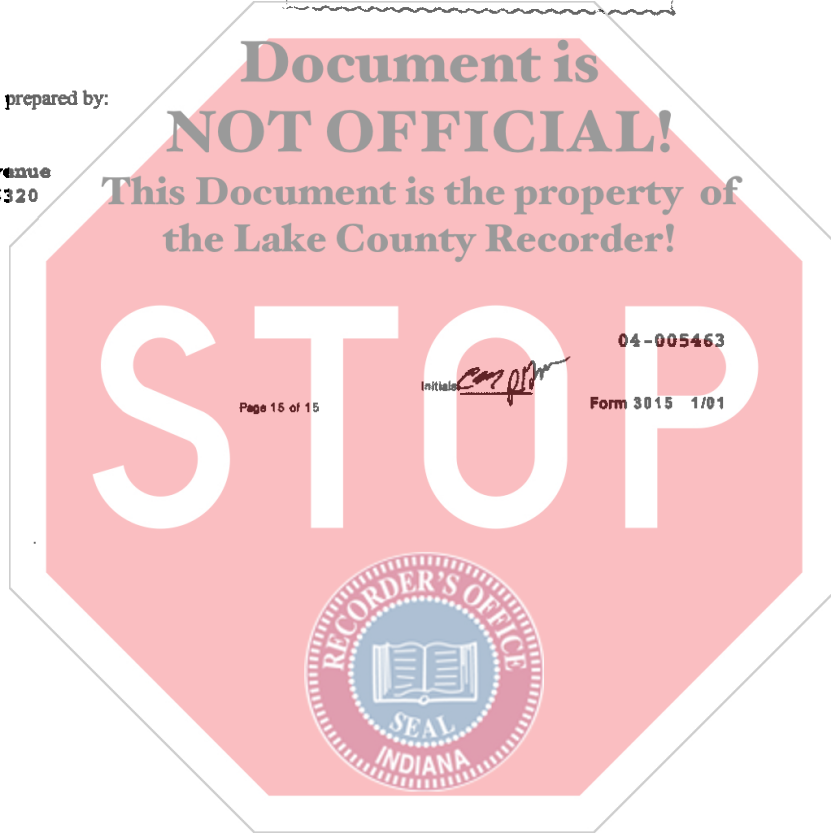 Document is
prepared by:
NOT OFFICIAL!
enue
320
This Document is the property of
the Lake County Recorder!
STOP
04-005463
Initials
Page 15 of 15
Form 3015 1/01
RECORDER'S OFFICE
SEAL
INDIANA